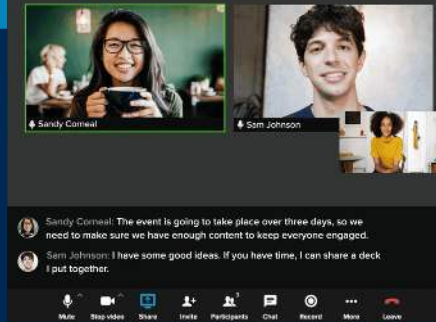 Sandy Corneal
Sam Johnson
Sandy Corneal: The event is going to take place over three days, so we
need to make sure we have enough content to keep everyone engaged.
Sam Johnson: I have some good ideas. If you have time, I can share a deck
I put together.
3
Mute
Stop video
Share
Invite
Participants
Chat
Record
More
Leave